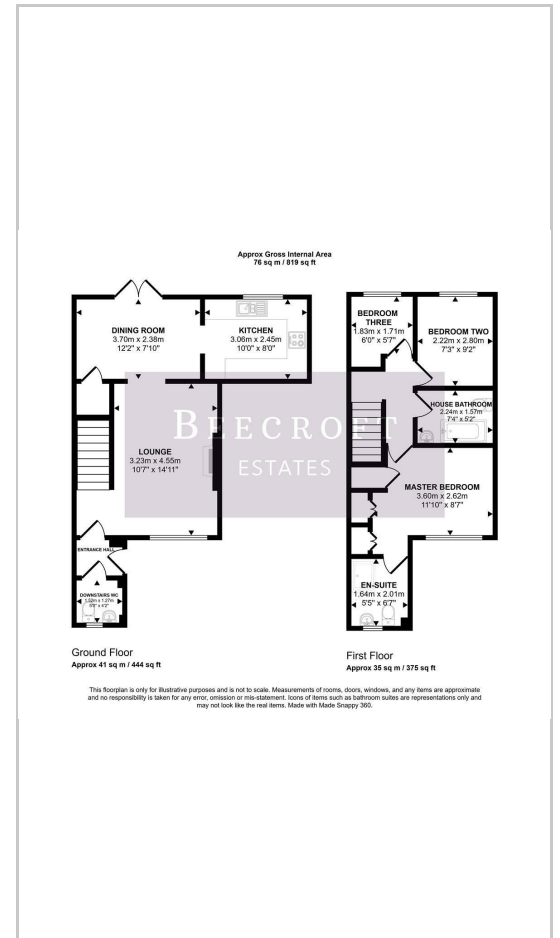 Approx Gross Internal Area
76 sq m / 819 sq ft
DINING ROOM
3.70m x 2.38m
12'2" x 7'10"
KITCHEN
3.06m x 2.45m
10'0" x 8'0"
BEDROOM
THREE
1.83m x 1.71m
6'0" x 5'7"
BEDROOM TWO
2.22m x 2.80m
7'3" x 9'2"
HOUSE BATHROOM
2.24m x 1.57m
7'4" x 5'2"
BEECROFT
ESTATES
LOUNGE
3.23m x 4.55m
10'7" x 14'11"
MASTER BEDROOM
3.60m x 2.62m
11'10" x 8'7"
ENTRANCE HALL
DOWNSTAIRS WC
1.52m x 1.27m
5'0" x 4'2"
EN-SUITE
1.64m x 2.01m
5'5" x 6'7"
Ground Floor
Approx 41 sq m / 444 sq ft
First Floor
Approx 35 sq m / 375 sq ft
This floorplan is only for illustrative purposes and is not to scale. Measurements of rooms, doors, windows, and any items are approximate
and no responsibility is taken for any error, omission or mis-statement. Icons of items such as bathroom suites are representations only and
may not look like the real items. Made with Made Snappy 360.